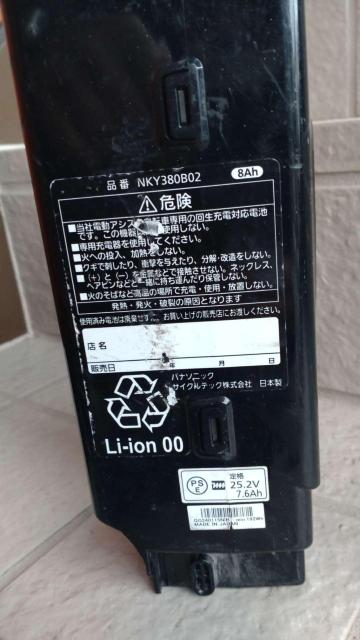 品番 NKY380B02 8Ah
危険
■当社電動アシスト自転車専用の回生充電対応電池
です。この機器以外に使用しない。
■専用充電器を使用してください。
■火への投入、加熱をしない。
■クギで刺したり、衝撃を与えたり、分解・改造をしない。
■(+)と(−)を金属などで接触させない。ネックレス、
ヘアピンなどと一緒に持ち運んだり保管しない。
■火のそばなど高温の場所で充電・使用・放置しない。
発熱・発火・破裂の原因となります
使用済み電池は廃棄せずに、お買い上げの販売店にお渡しください。
店名
販売日 年 月 日
パナソニック
サイクルテック株式会社 日本製
Li-ion 00
PS
E
定格
25.2V
7.6Ah
MADE IN JAPAN